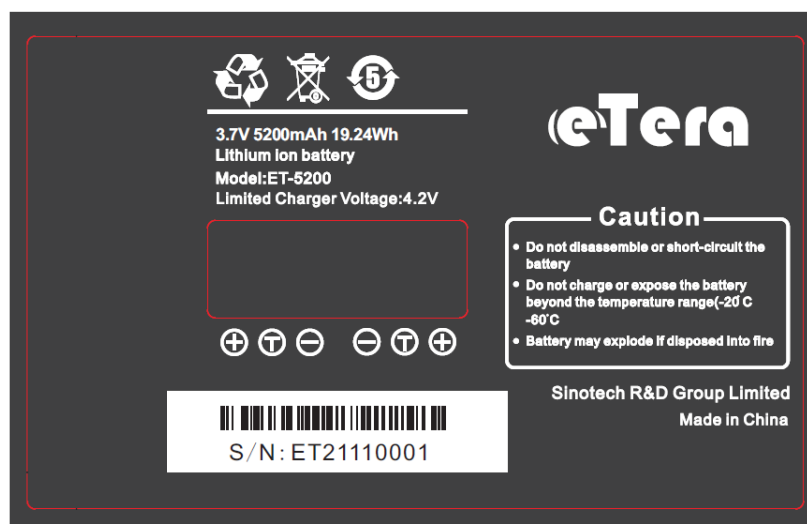 5
3.7V 5200mAh 19.24Wh
Lithium ion battery
Model:ET-5200
Limited Charger Voltage:4.2V
T T
S/N:ET21110001
eTera
Caution
• Do not disassemble or short-circuit the
battery
• Do not charge or expose the battery
beyond the temperature range(-20°C
-60°C
• Battery may explode if disposed into fire
Sinotech R&D Group Limited
Made in China